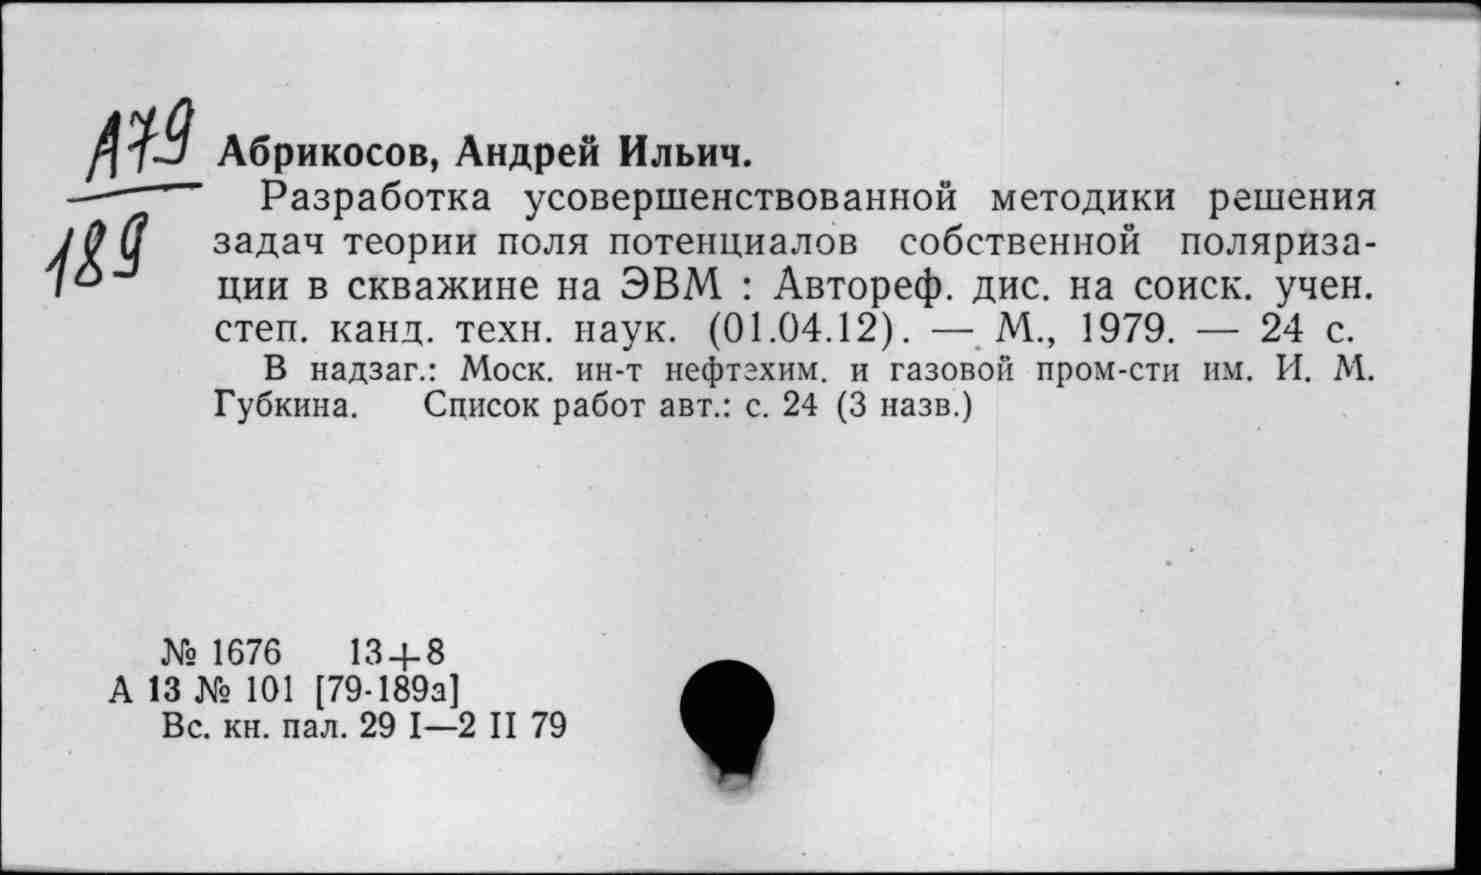 А79
189
Абрикосов, Андрей Ильич.
Разработка усовершенствованной методики решения
задач теории поля потенциалов собственной поляриза-
ции в скважине на ЭВМ : Автореф. дис. на соиск. учен.
степ. канд. техн. наук. (01.04.12). — М., 1979. — 24 с.
В надзаг.: Моск. ин-т нефтехим. и газовой пром-сти им. И. М.
Губкина. Список работ авт.: с. 24 (3 назв.)
№ 1676 13+8
А 13 № 101 [79-189а]
Вс. кн. пал. 29 I—2 II 79